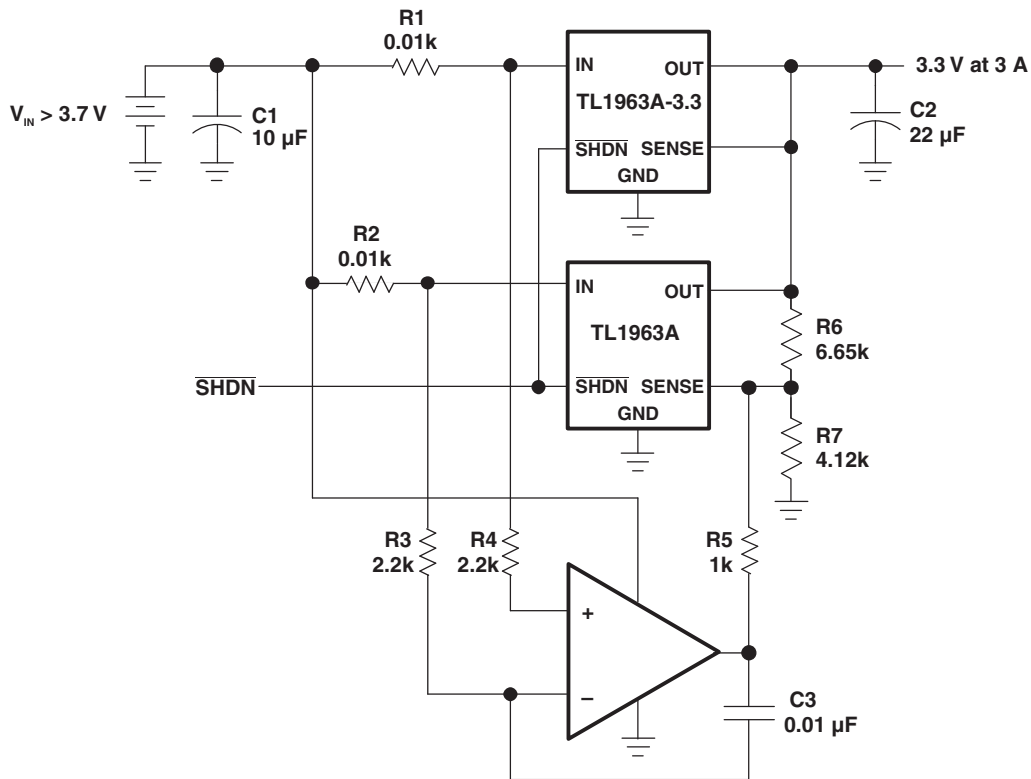 R1
0.01k
IN
OUT
3.3 V at 3 A
TL1963A-3.3
V_IN > 3.7 V
C1
10 µF
C2
22 µF
SHDN
SENSE
GND
R2
0.01k
IN
OUT
TL1963A
R6
6.65k
SHDN
SHDN
SENSE
GND
R7
4.12k
R3
2.2k
R4
2.2k
R5
1k
+
–
C3
0.01 µF